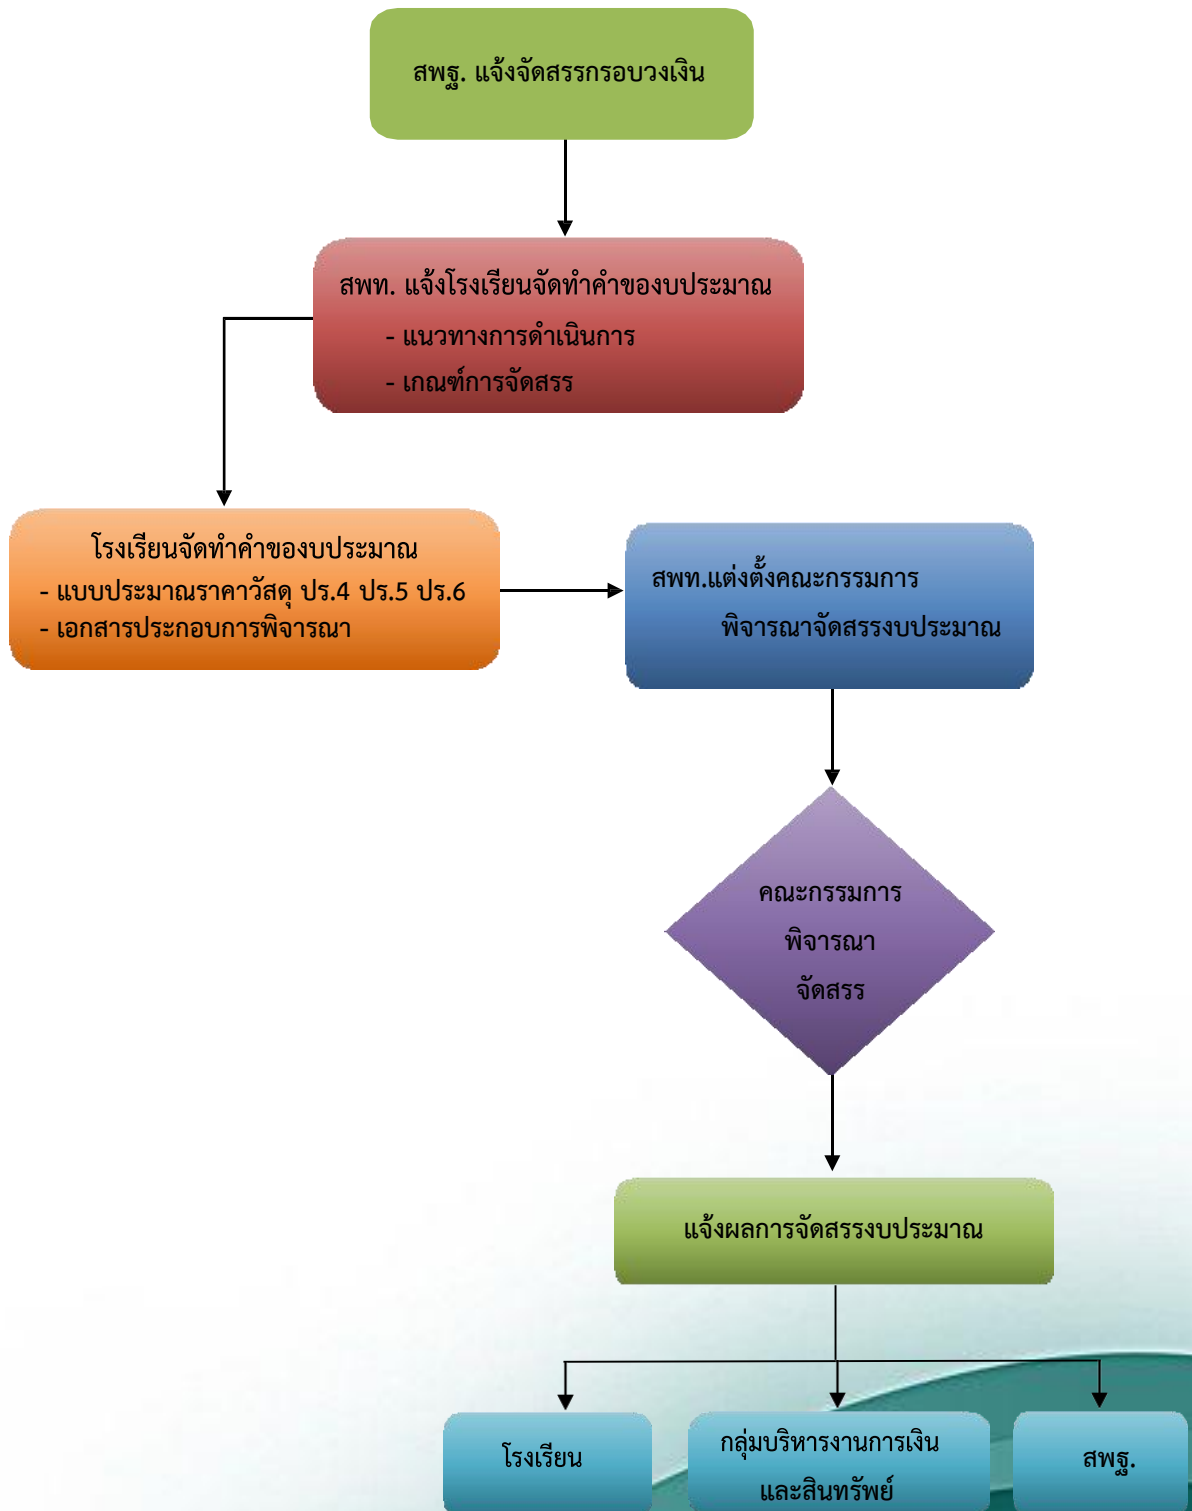 สพฐ. แจ้งจัดสรรกรอบวงเงิน
สพท. แจ้งโรงเรียนจัดทำคำของบประมาณ
- แนวทางการดำเนินการ
- เกณฑ์การจัดสรร
โรงเรียนจัดทำคำของบประมาณ
- แบบประมาณราคาวัสดุ ปร.4 ปร.5 ปร.6
- เอกสารประกอบการพิจารณา
สพท.แต่งตั้งคณะกรรมการ
พิจารณาจัดสรรงบประมาณ
คณะกรรมการ
พิจารณา
จัดสรร
แจ้งผลการจัดสรรงบประมาณ
โรงเรียน
กลุ่มบริหารงานการเงิน
และสินทรัพย์
สพฐ.